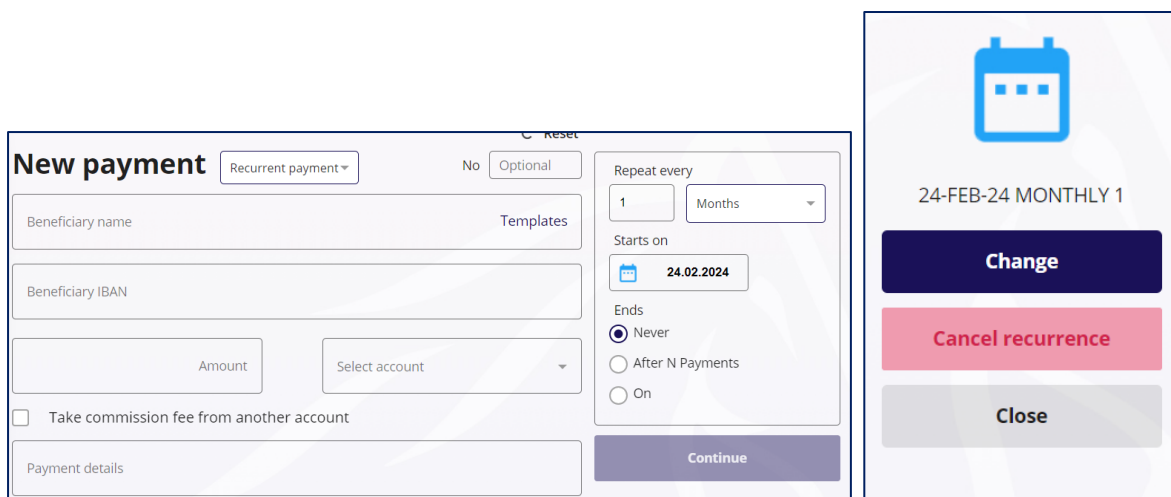 Reset
New payment
Recurrent payment
No
Optional
Beneficiary name
Templates
Beneficiary IBAN
Amount
Select account
Take commission fee from another account
Payment details
Repeat every
1
Months
Starts on
24.02.2024
Ends
Never
After N Payments
On
Continue
24-FEB-24 MONTHLY 1
Change
Cancel recurrence
Close